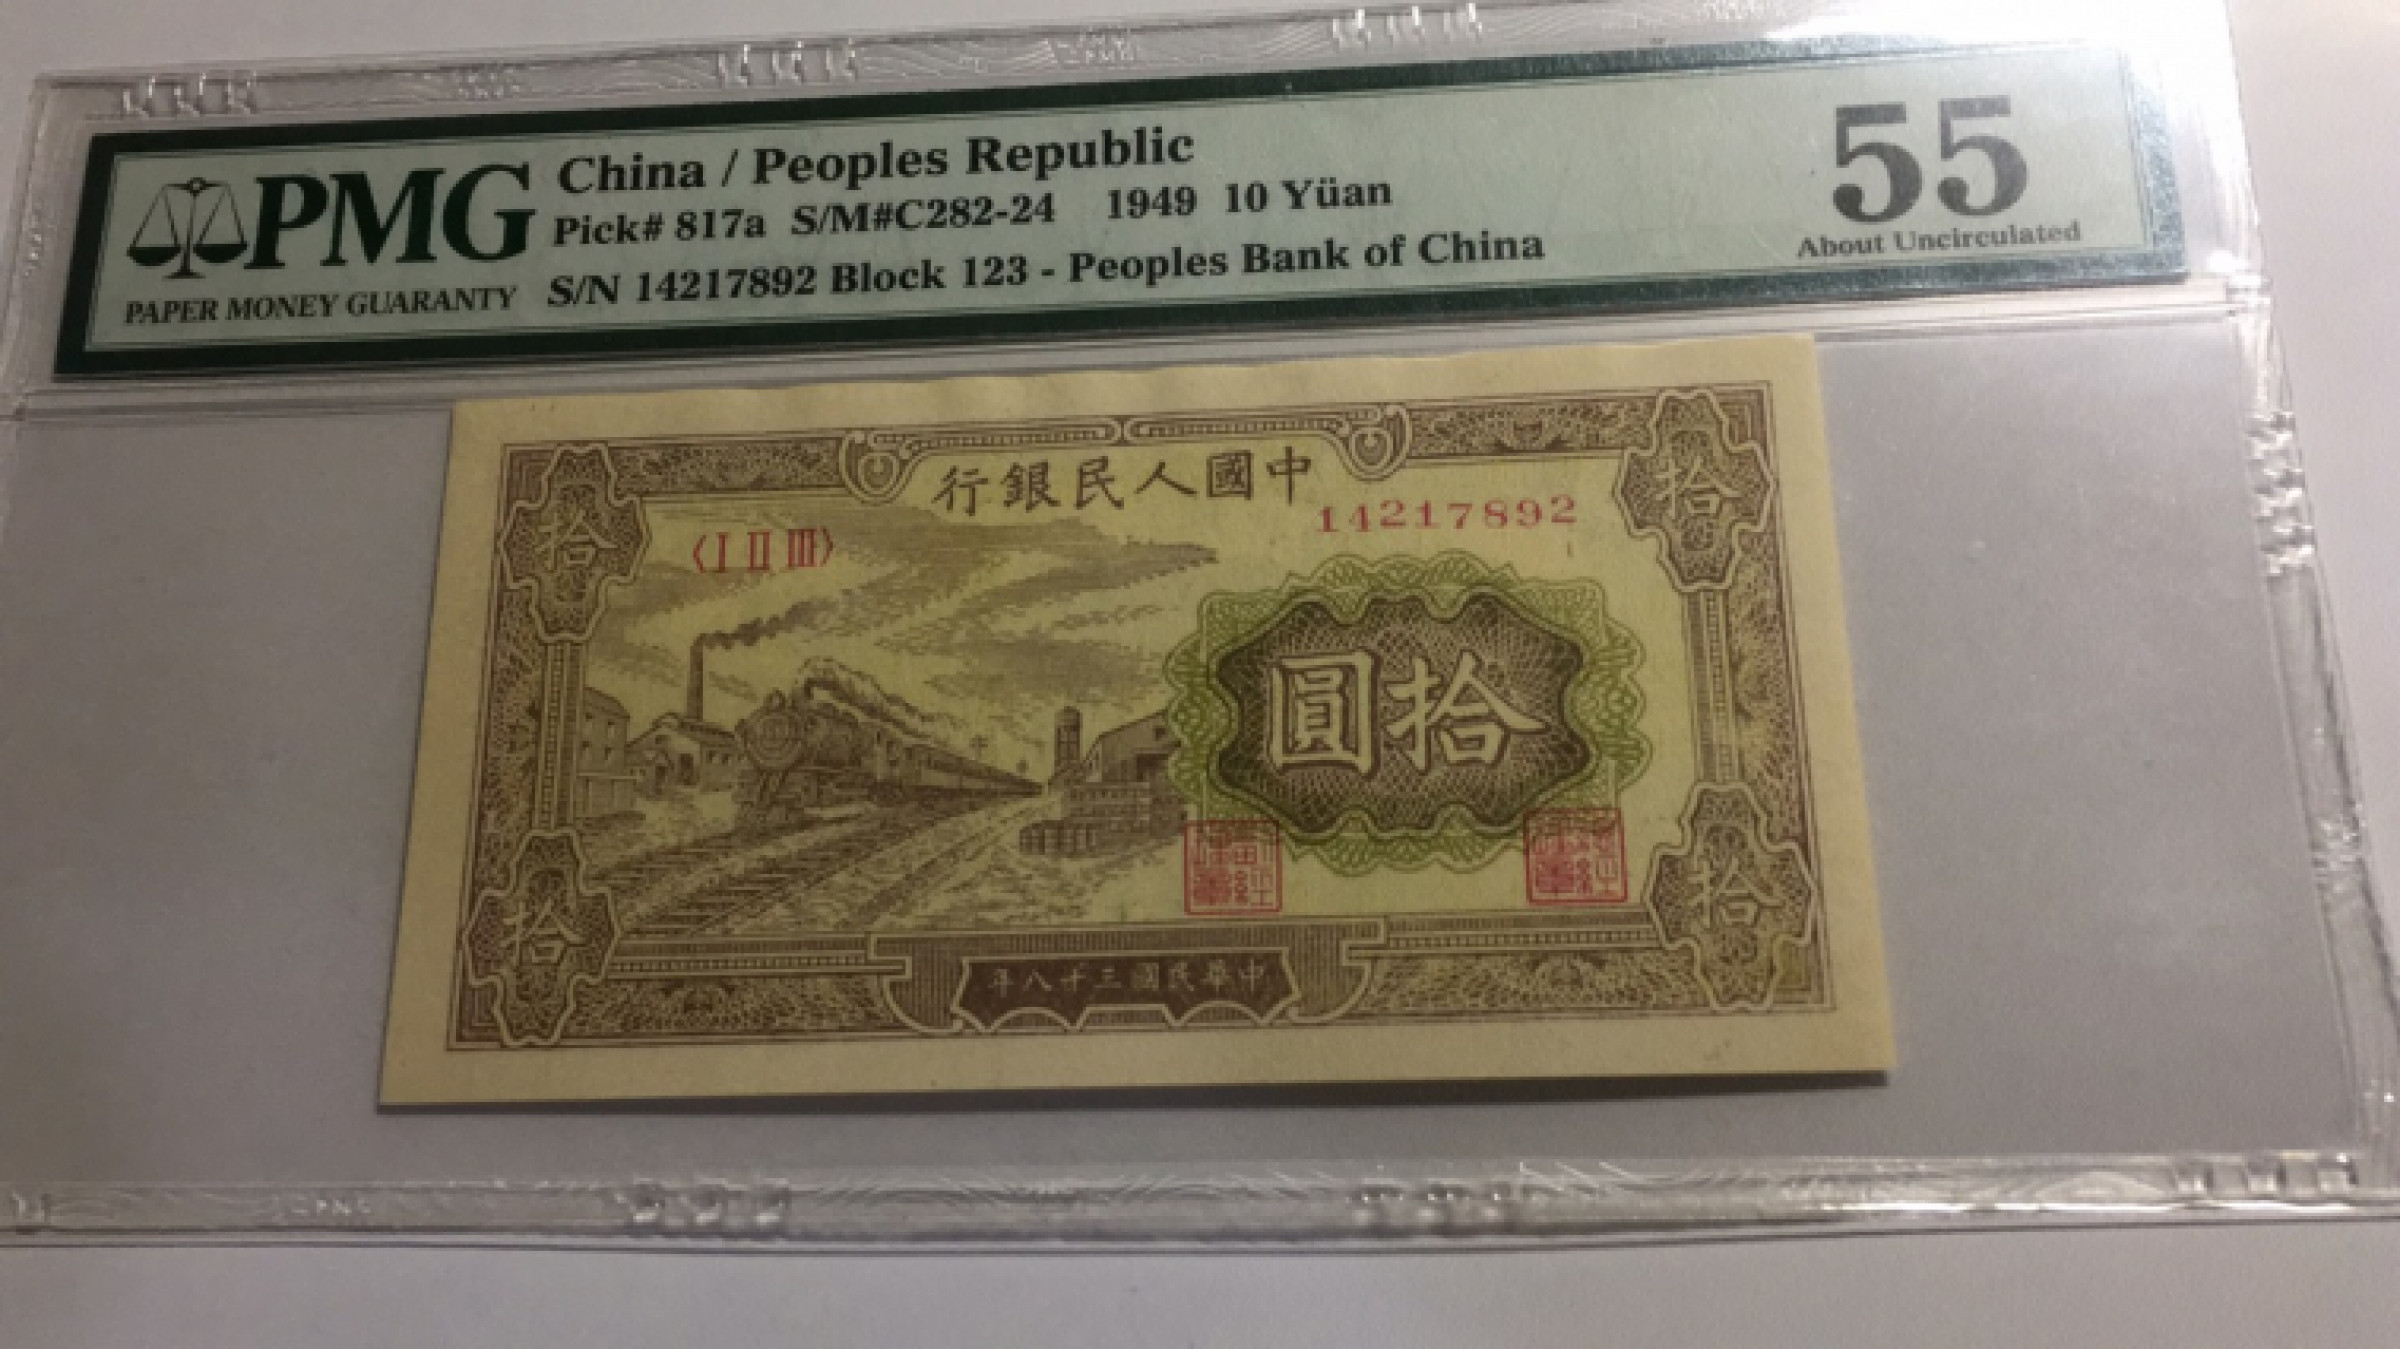 PMG
PAPER MONEY GUARANTY
China / Peoples Republic
Pick# 817a S/M#C282-24 1949 10 Yüan
S/N 14217892 Block 123 - Peoples Bank of China
55
About Uncirculated
行銀民人國中
〈I II III〉
14217892
拾
拾
圓拾
拾
拾
年八十三國民華中